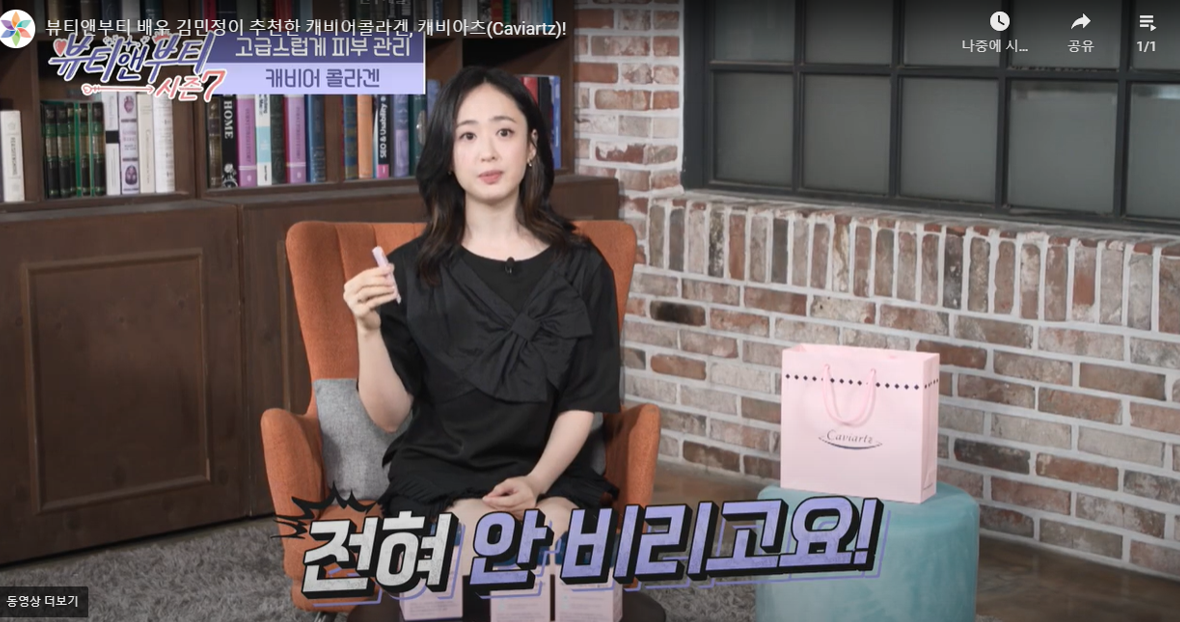 뷰티앤부티 배우 김민정이 추천한 캐비어콜라겐, 캐비아츠(Caviartz)!
나중에 시...
공유
1/1
뷰티앤부티
시즌7
고급스럽게 피부 관리
캐비어 콜라겐
HOME
SEO & Usability
Caviartz
전혀 안 비리고요!
동영상 더보기